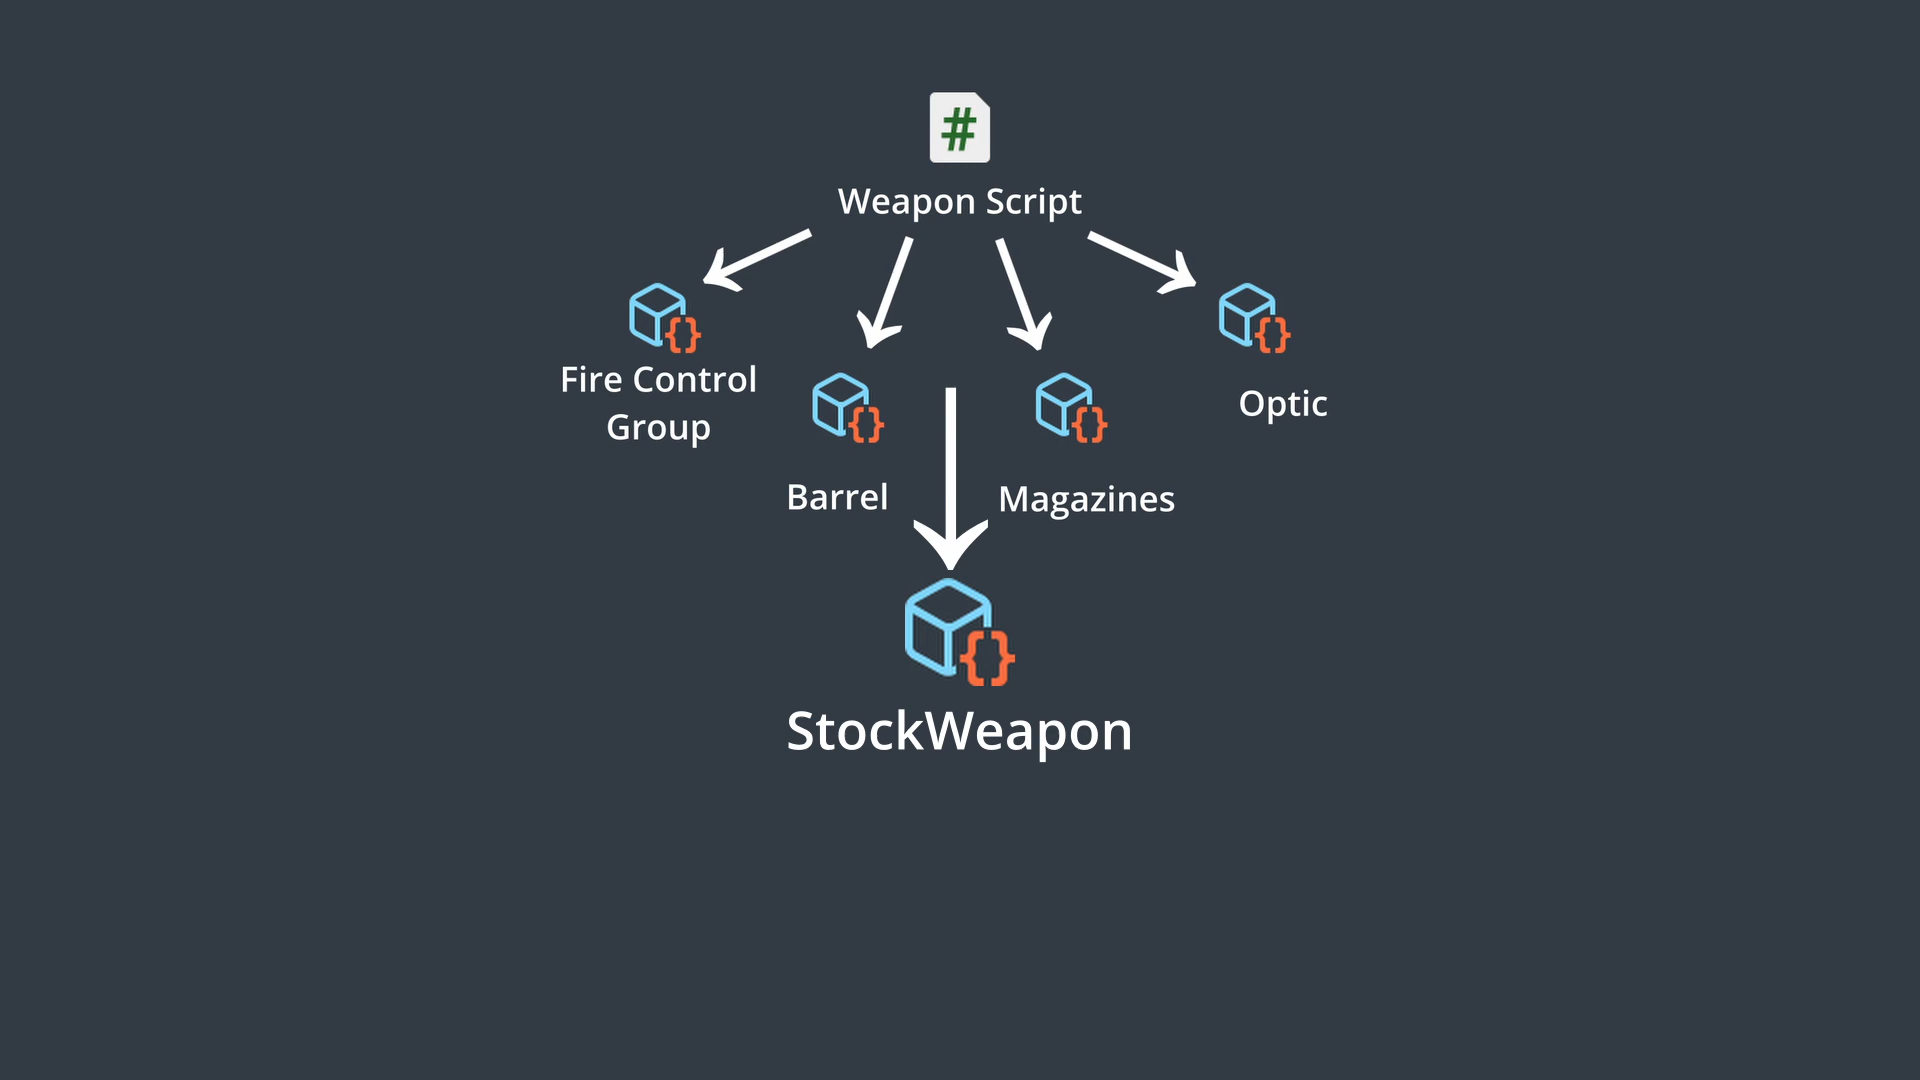 #
Weapon Script
{}
Fire Control
Group
{}
Barrel
{}
Magazines
{}
Optic
{}
StockWeapon